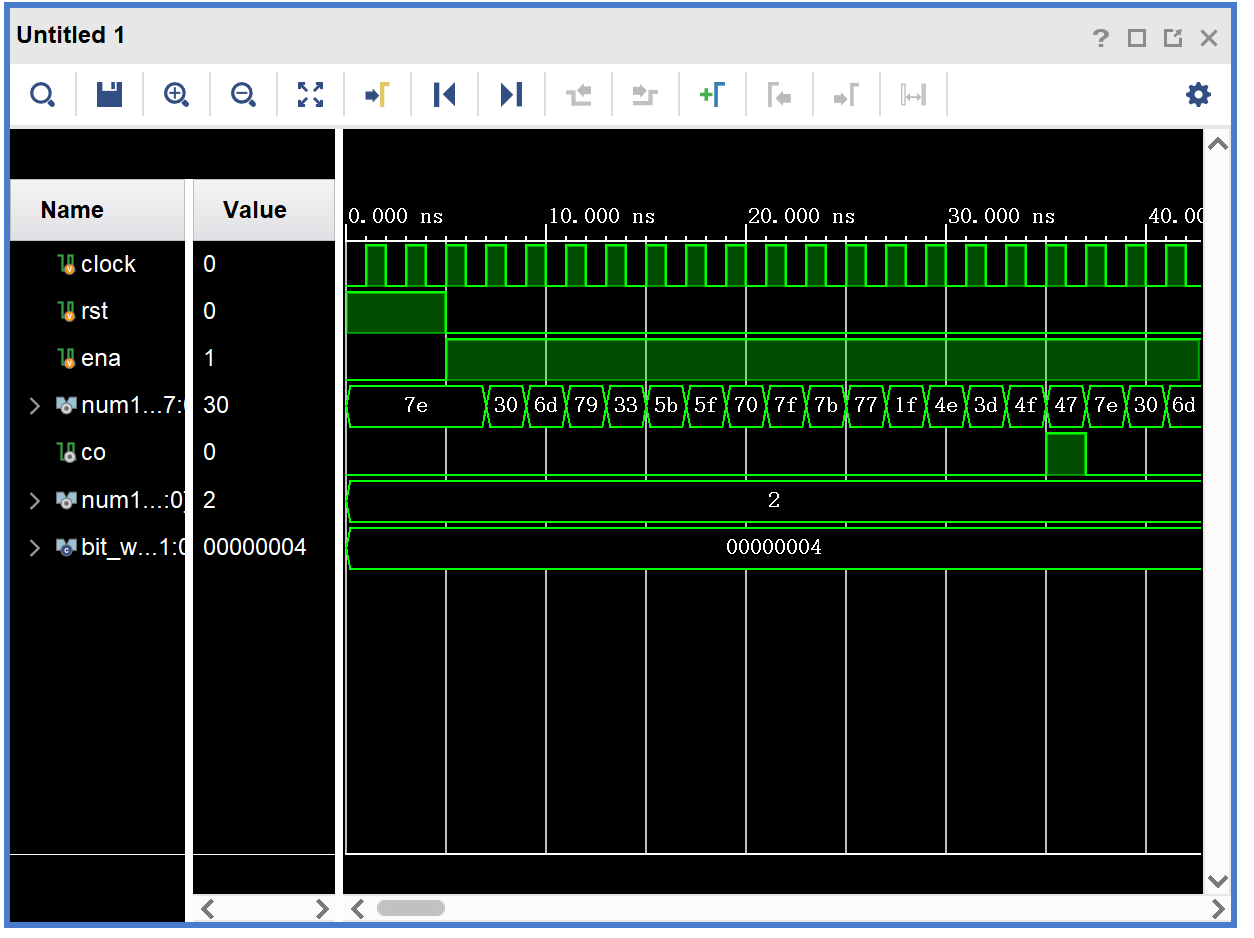 Untitled 1
?
Name Value
0.000 ns 10.000 ns 20.000 ns 30.000 ns 40.00
clock 0
rst 0
ena 1
num1...7:0 30 7e 30 6d 79 33 5b 5f 70 7f 7b 77 1f 4e 3d 4f 47 7e 30 6d
co 0
num1...:0] 2 2
bit_w...1:0 00000004 00000004